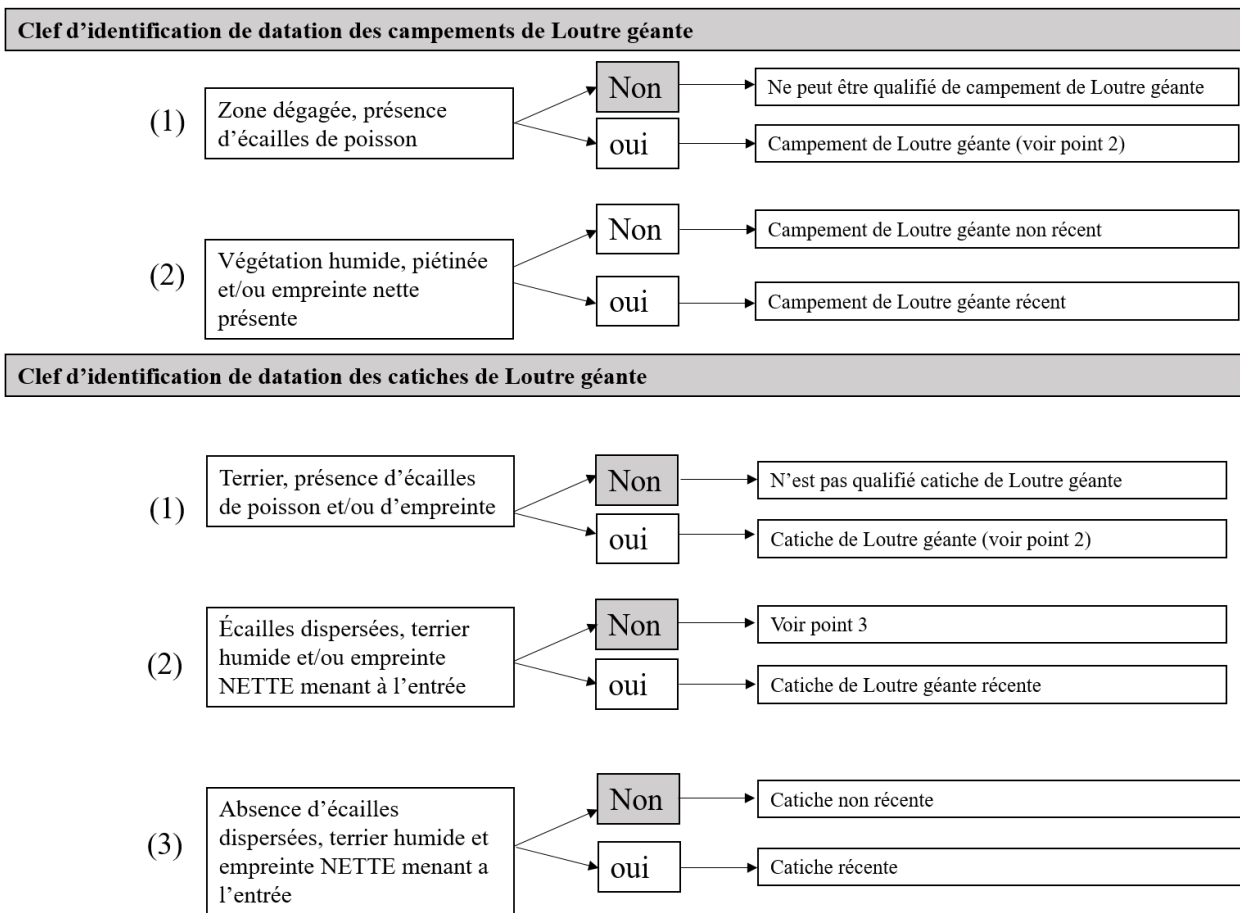 Clef d’identification de datation des campements de Loutre géante
(1)
Zone dégagée, présence
d’écailles de poisson
Non
Ne peut être qualifié de campement de Loutre géante
oui
Campement de Loutre géante (voir point 2)
(2)
Végétation humide, piétinée
et/ou empreinte nette
présente
Non
Campement de Loutre géante non récent
oui
Campement de Loutre géante récent
Clef d’identification de datation des catiches de Loutre géante
(1)
Terrier, présence d’écailles
de poisson et/ou d’empreinte
Non
N’est pas qualifié catiche de Loutre géante
oui
Catiche de Loutre géante (voir point 2)
(2)
Écailles dispersées, terrier
humide et/ou empreinte
NETTE menant à l’entrée
Non
Voir point 3
oui
Catiche de Loutre géante récente
(3)
Absence d’écailles
dispersées, terrier humide et
empreinte NETTE menant a
l’entrée
Non
Catiche non récente
oui
Catiche récente